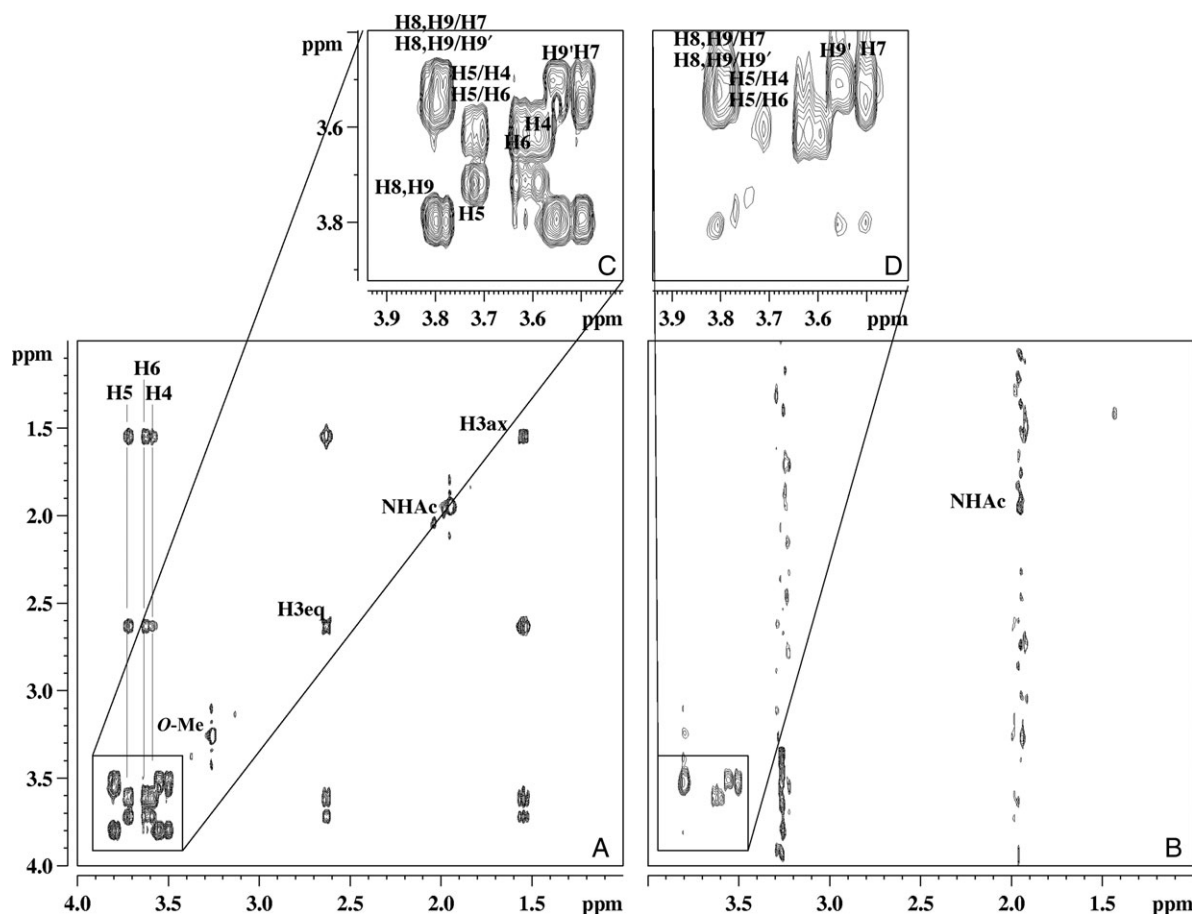 H8,H9/H7
ppm
H8,H9/H9′
H9'H7
H5/H4
H5/H6
3.6
H4
H6
H8,H9
H5
3.8
C
3.9 3.8 3.7 3.6 ppm
H8,H9/H7
H8,H9/H9′
H9' H7
H5/H4
H5/H6
D
3.9 3.8 3.7 3.6 ppm
ppm
H6
H5 H4
1.5
H3ax
NHAc
2.0
2.5
H3eq
3.0
O-Me
3.5
4.0
A
4.0 3.5 3.0 2.5 2.0 ppm
NHAc
B
3.5 3.0 2.5 2.0 1.5 ppm